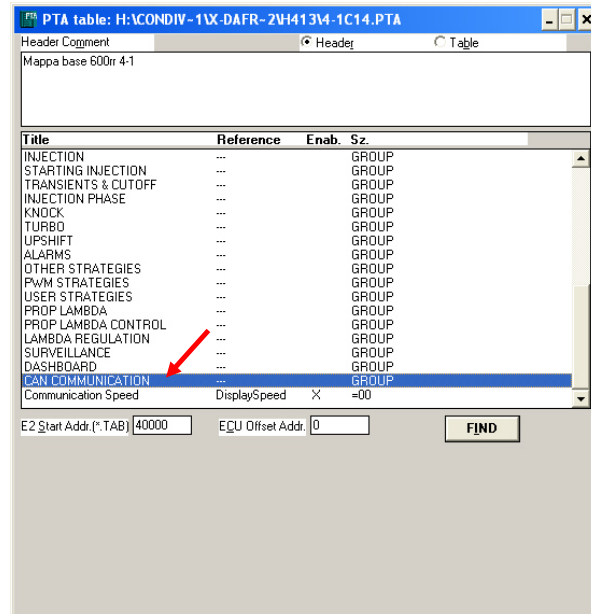 PTA table: H:\CONDIV~1\X-DAFR~2\H413\4-1C14.PTA
Header Comment Header Table
Mappa base 600rr 4-1
Title Reference Enab. Sz.
INJECTION --- GROUP
STARTING INJECTION --- GROUP
TRANSIENTS & CUTOFF --- GROUP
INJECTION PHASE --- GROUP
KNOCK --- GROUP
TURBO --- GROUP
UPSHIFT --- GROUP
ALARMS --- GROUP
OTHER STRATEGIES --- GROUP
PWM STRATEGIES --- GROUP
USER STRATEGIES --- GROUP
PROP LAMBDA --- GROUP
PROP LAMBDA CONTROL --- GROUP
LAMBDA REGULATION --- GROUP
SURVEILLANCE --- GROUP
DASHBOARD --- GROUP
CAN COMMUNICATION --- GROUP
Communication Speed DisplaySpeed X =00
E2 Start Addr.(*.TAB) 40000 ECU Offset Addr. 0 FIND